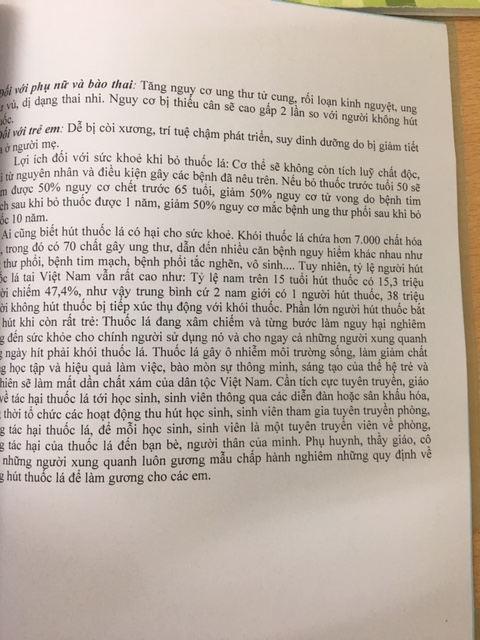 Đối với phụ nữ và bào thai: Tăng nguy cơ ung thư tử cung, rối loạn kinh nguyệt, ung
vú, dị dạng thai nhi. Nguy cơ bị thiếu cân sẽ cao gấp 2 lần so với người không hút
ốc.
ối với trẻ em: Dễ bị còi xương, trí tuệ chậm phát triển, suy dinh dưỡng do bị giảm tiết
ở người mẹ.
Lợi ích đối với sức khoẻ khi bỏ thuốc lá: Cơ thể sẽ không còn tích luỹ chất độc,
từ nguyên nhân và điều kiện gây các bệnh đã nêu trên. Nếu bỏ thuốc trước tuổi 50 sẽ
m được 50% nguy cơ chết trước 65 tuổi, giảm 50% nguy cơ tử vong do bệnh tim
ch sau khi bỏ thuốc được 1 năm, giảm 50% nguy cơ mắc bệnh ung thư phổi sau khi bỏ
ốc 10 năm.
Ai cũng biết hút thuốc lá có hại cho sức khoẻ. Khói thuốc lá chứa hơn 7.000 chất hóa
, trong đó có 70 chất gây ung thư, dẫn đến nhiều căn bệnh nguy hiểm khác nhau như
thư phổi, bệnh tim mạch, bệnh phổi tắc nghẽn, vô sinh.... Tuy nhiên, tỷ lệ người hút
ốc lá tai Việt Nam vẫn rất cao như: Tỷ lệ nam trên 15 tuổi hút thuốc có 15,3 triệu
ời chiếm 47,4%, như vậy trung bình cứ 2 nam giới có 1 người hút thuốc, 38 triệu
ời không hút thuốc bị tiếp xúc thụ động với khói thuốc. Phần lớn người hút thuốc bắt
hút khi còn rất trẻ: Thuốc lá đang xâm chiếm và từng bước làm nguy hại nghiêm
g đến sức khỏe cho chính người sử dụng nó và cho ngay cả những người xung quanh
g ngày hít phải khói thuốc lá. Thuốc lá gây ô nhiễm môi trường sống, làm giảm chất
g học tập và hiệu quả làm việc, bào mòn sự thông minh, sáng tạo của thế hệ trẻ và
hiên sẽ làm mất dần chất xám của dân tộc Việt Nam. Cần tích cực tuyên truyền, giáo
về tác hại thuốc lá tới học sinh, sinh viên thông qua các diễn đàn hoặc sân khấu hóa,
thời tổ chức các hoạt động thu hút học sinh, sinh viên tham gia tuyên truyền phòng,
g tác hại thuốc lá, để mỗi học sinh, sinh viên là một tuyên truyền viên về phòng,
g tác hại của thuốc lá đến bạn bè, người thân của mình. Phụ huynh, thầy giáo, cô
những người xung quanh luôn gương mẫu chấp hành nghiêm những quy định về
g hút thuốc lá để làm gương cho các em.